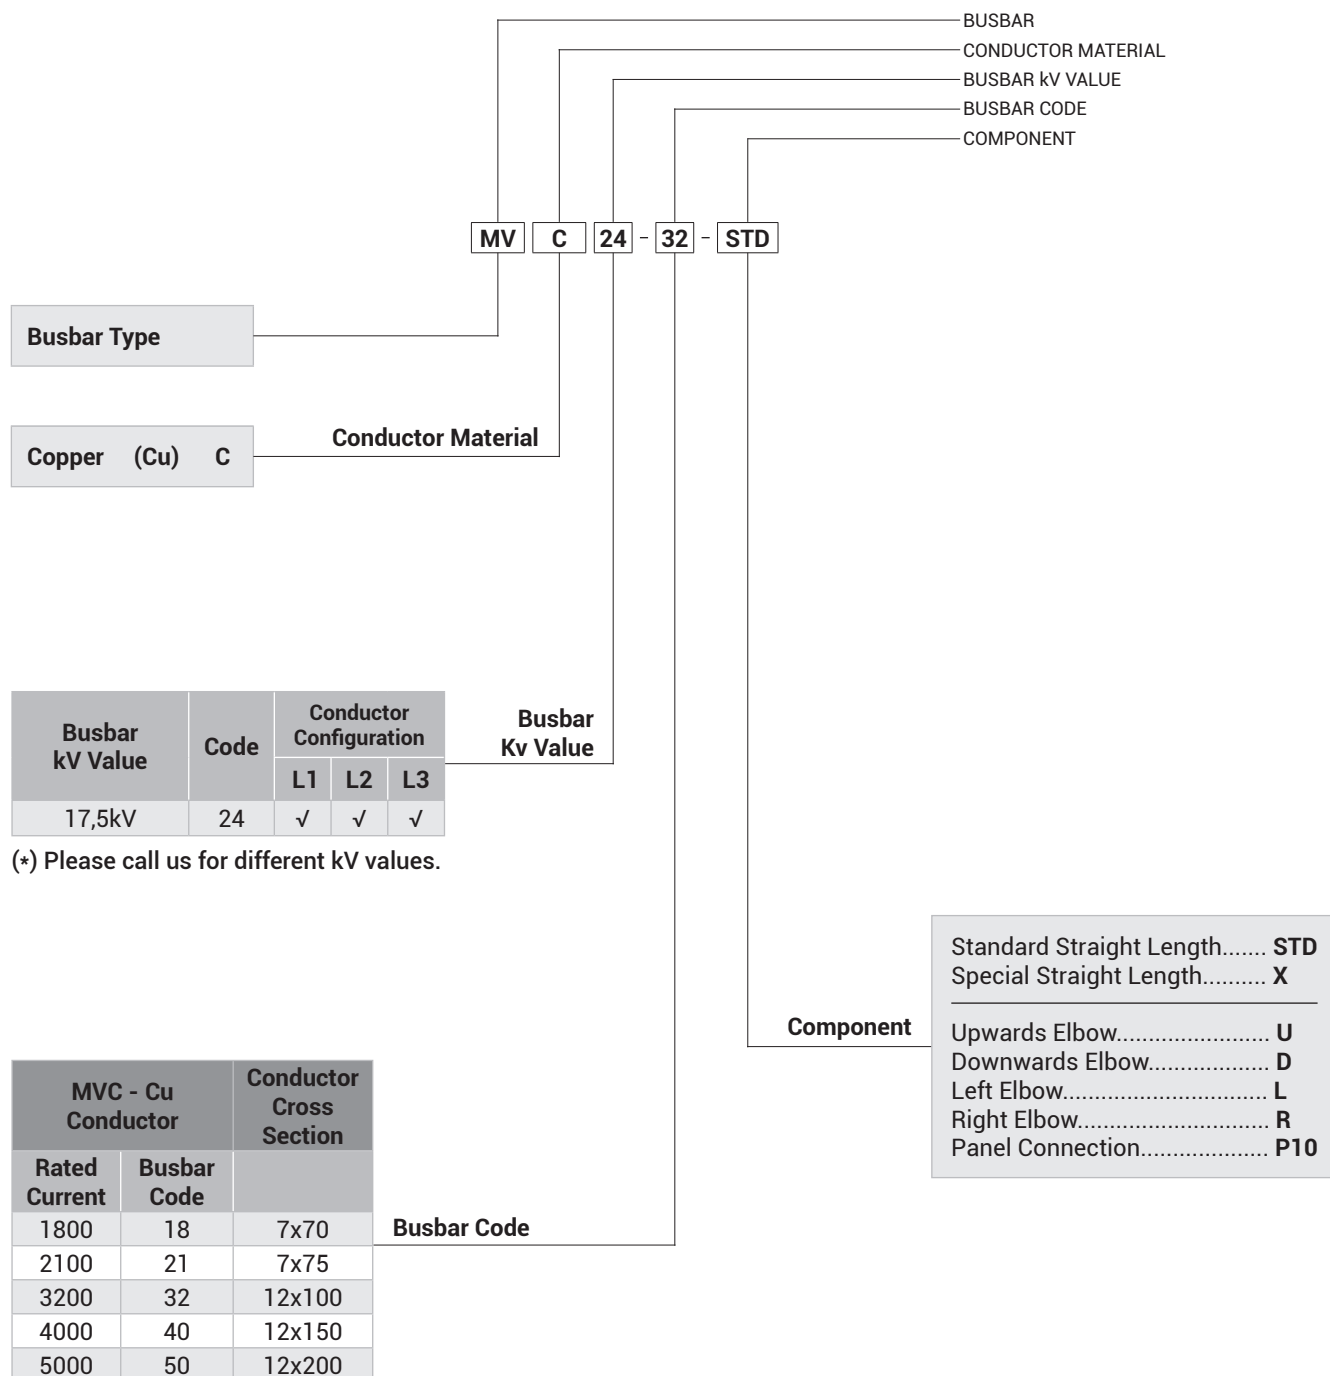 BUSBAR
CONDUCTOR MATERIAL
BUSBAR kV VALUE
BUSBAR CODE
COMPONENT
MV C 24 - 32 - STD
Busbar Type
Conductor Material
Copper (Cu) C
Busbar
kV Value
Code
Conductor
Configuration
L1 L2 L3
17,5kV 24 √ √ √
Busbar
Kv Value
(*) Please call us for different kV values.
Standard Straight Length....... STD
Special Straight Length.......... X
Component
Upwards Elbow........................ U
Downwards Elbow................... D
Left Elbow................................ L
Right Elbow.............................. R
Panel Connection.................... P10
MVC - Cu
Conductor
Conductor
Cross
Section
Rated
Current
Busbar
Code
1800 18 7x70
Busbar Code
2100 21 7x75
3200 32 12x100
4000 40 12x150
5000 50 12x200